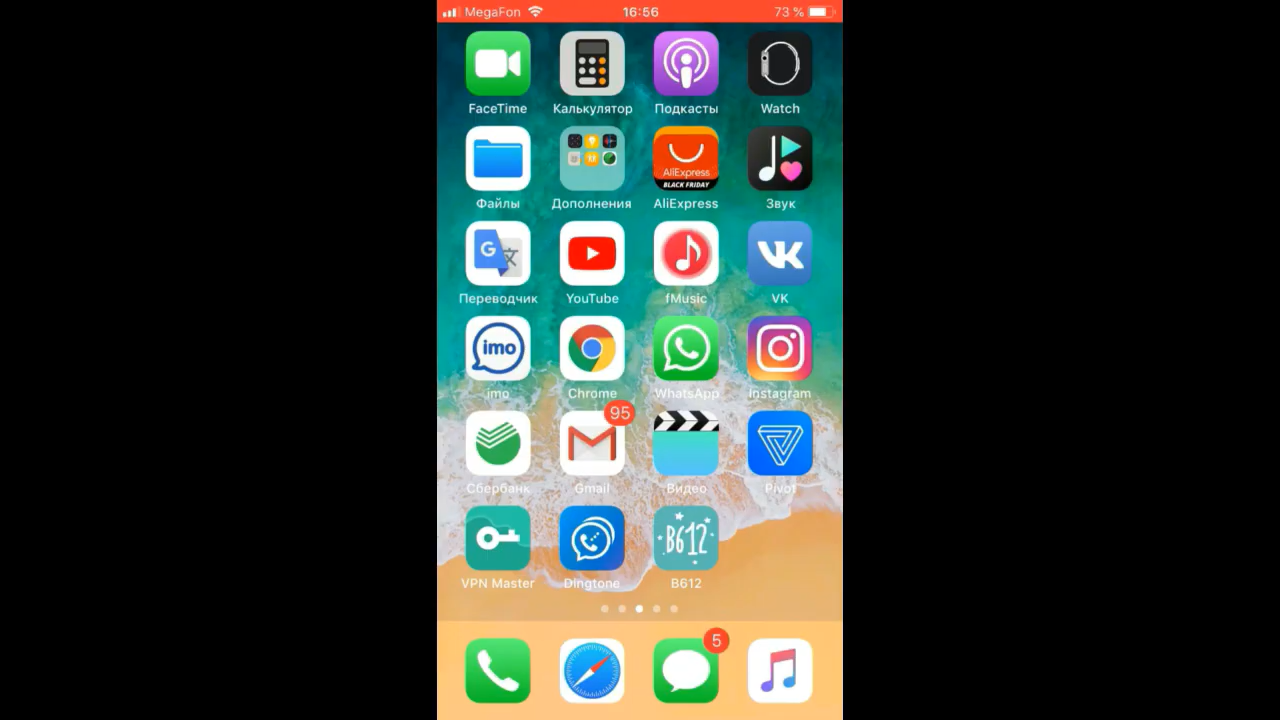 MegaFon 16:56 73 %
FaceTime Калькулятор Подкасты Watch
AliExpress
BLACK FRIDAY
Файлы Дополнения AliExpress Звук
G 文
Переводчик YouTube fMusic VK
imo
imo Chrome WhatsApp Instagram
95
Сбербанк Gmail Видео Pivot
B612
VPN Master Dingtone B612
5